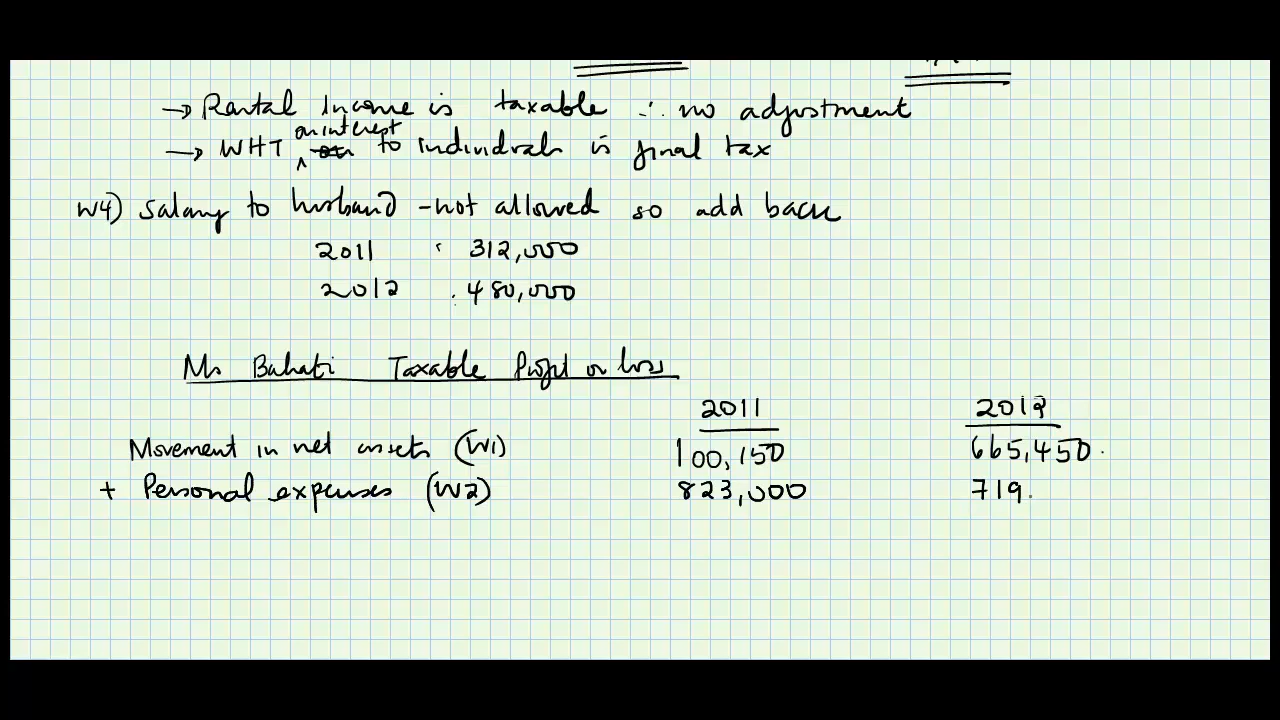 → Rental Income is taxable ∴ no adjustment
on interest
→ WHT ^ to individuals is final tax
W4) Salary to husband - not allowed so add back
2011 312,000
2012 480,000
Ms Bahati Taxable Profit or loss
2011 2012
Movement in net assets (W1) 100,150 665,450
+ Personal expenses (W2) 823,000 719